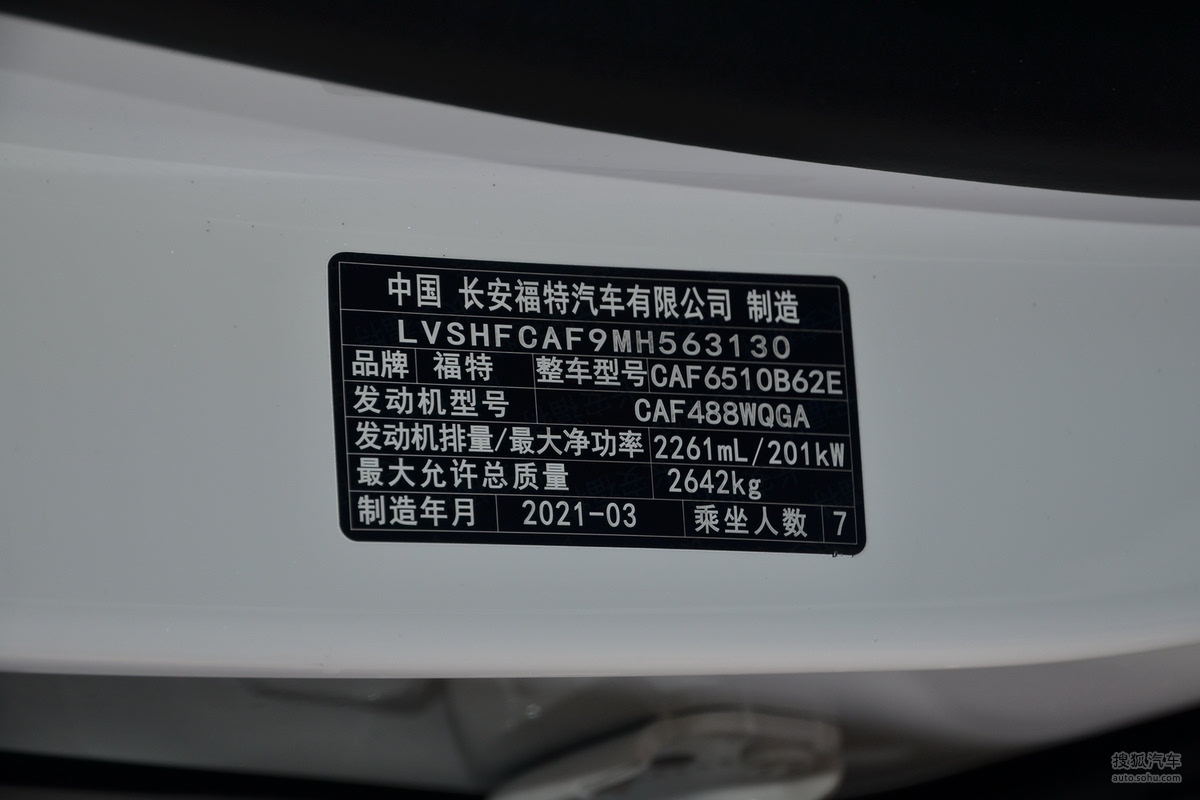 中国 长安福特汽车有限公司 制造
LVSHFCAF9MH563130
品牌 福特 整车型号 CAF6510B62E
发动机型号 CAF488WQGA
发动机排量/最大净功率 2261mL/201kW
最大允许总质量 2642kg
制造年月 2021-03 乘坐人数 7
搜狐汽车
auto.sohu.com